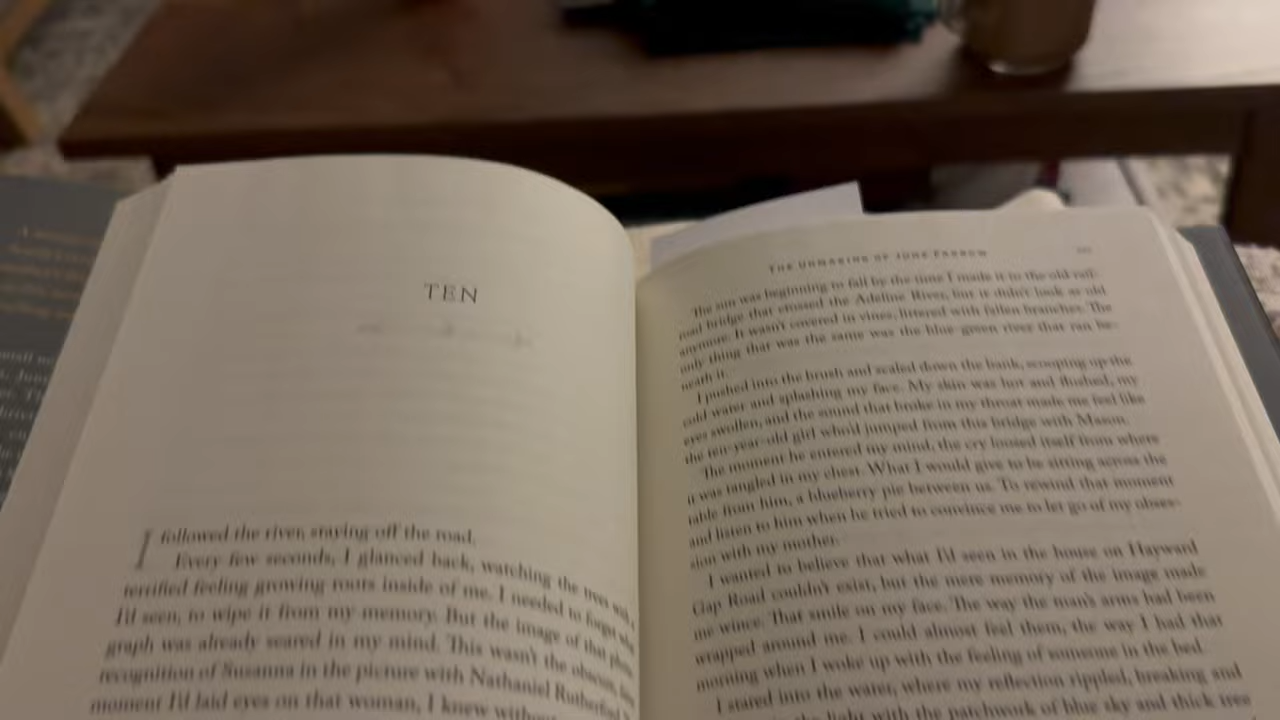 TEN
I followed the river, staying off the road.
Every few seconds, I glanced back, watching the trees
terrified feeling growing roots inside of me. I needed to forget
I'd seen, to wipe it from my memory. But the image of that
graph was already seared in my mind. This wasn't the obscure,
recognition of Susanna in the picture with Nathaniel Rutherford.
moment I'd laid eyes on that woman, I knew without
THE UNMAKING OF JUNE FARROW
The sun was beginning to fall by the time I made it to the old rail-
road bridge that crossed the Adeline River, but it didn't look as old
anymore. It wasn't covered in vines, littered with fallen branches. The
only thing that was the same was the blue-green river that ran be-
neath it.
I pushed into the brush and scaled down the bank, scooping up the
cold water and splashing my face. My skin was hot and flushed, my
eyes swollen, and the sound that broke in my throat made me feel like
the ten-year-old girl who'd jumped from this bridge with Mason.
The moment he entered my mind, the cry loosed itself from where
it was tangled in my chest. What I would give to be sitting across the
table from him, a blueberry pie between us. To rewind that moment
and listen to him when he tried to convince me to let go of my obses-
sion with my mother.
I wanted to believe that what I'd seen in the house on Hayward
Gap Road couldn't exist, but the mere memory of the image made
me wince. That smile on my face. The way the man's arms had been
wrapped around me. I could almost feel them, the way I had that
morning when I woke up with the feeling of someone in the bed.
I stared into the water, where my reflection rippled, breaking and
in the light with the patchwork of blue sky and thick tree